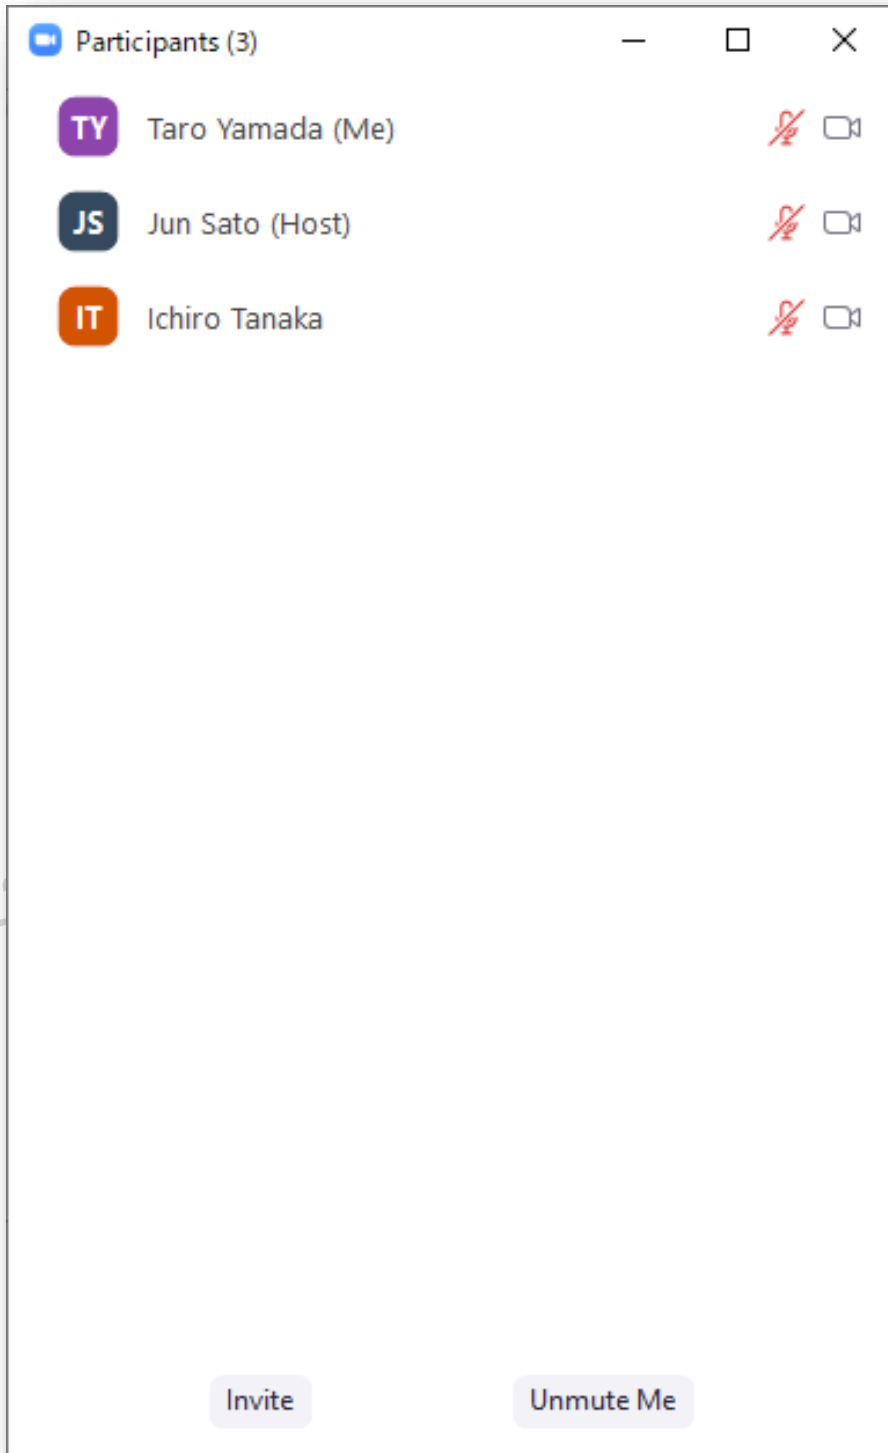 Participants (3)
TY Taro Yamada (Me)
JS Jun Sato (Host)
IT Ichiro Tanaka
Invite Unmute Me